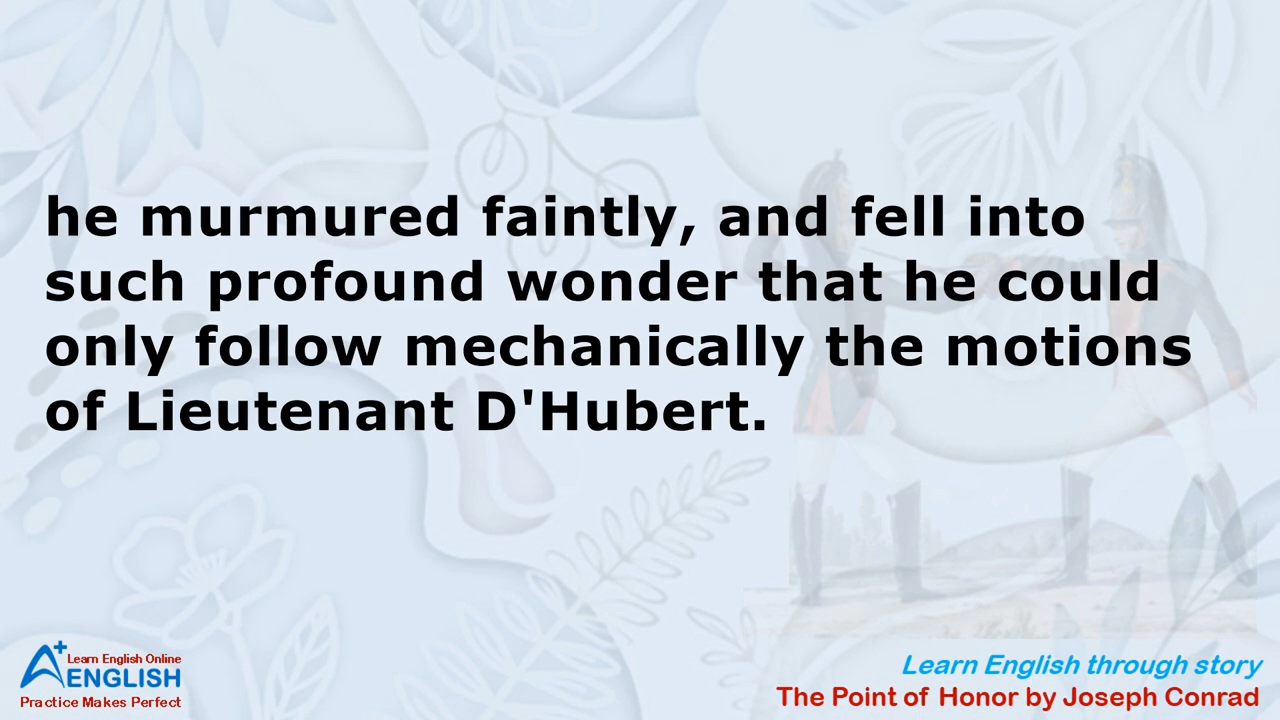 he murmured faintly, and fell into
such profound wonder that he could
only follow mechanically the motions
of Lieutenant D'Hubert.
A+ Learn English Online
ENGLISH
Practice Makes Perfect
Learn English through story
The Point of Honor by Joseph Conrad